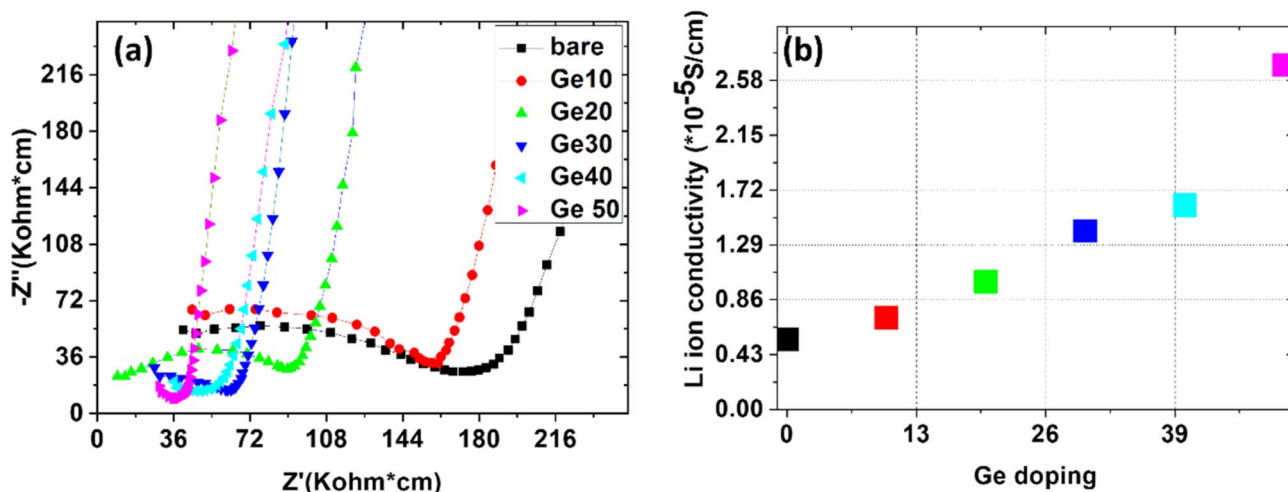 (a)
bare
Ge10
Ge20
Ge30
Ge40
Ge 50
216
180
144
108
72
36
0
-Z''(Kohm*cm)
0 36 72 108 144 180 216
Z'(Kohm*cm)
(b)
2.58
2.15
1.72
1.29
0.86
0.43
0.00
Li ion conductivity (*10-5S/cm)
0 13 26 39
Ge doping